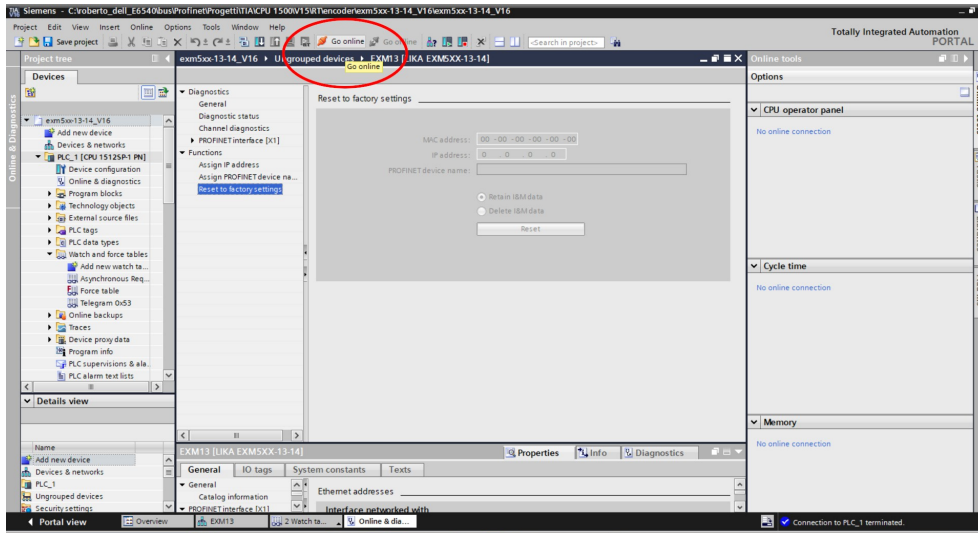 Siemens - C:\roberto_dell_E6540\bus\Profinet\Progetti\TIA\CPU 1500\V15\RT\encoder\exm5xx-13-14_V16\exm5xx-13-14_V16
Project Edit View Insert Online Options Tools Window Help
Totally Integrated Automation
PORTAL
Save project
Go online
Go offline
<Search in project>
Project tree
exm5xx-13-14_V16 ▸ Ungrouped devices ▸ EXM13 [LIKA EXM5XX-13-14]
Go online
Online tools
Devices
Options
Online & Diagnostics
exm5xx-13-14_V16
Add new device
Devices & networks
PLC_1 [CPU 1512SP-1 PN]
Device configuration
Online & diagnostics
Program blocks
Technology objects
External source files
PLC tags
PLC data types
Watch and force tables
Add new watch ta...
Asynchronous Req...
Force table
Telegram 0x53
Online backups
Traces
Device proxy data
Program info
PLC supervisions & ala..
PLC alarm text lists
Details view
Name
Add new device
Devices & networks
PLC_1
Ungrouped devices
Security settings
Diagnostics
General
Diagnostic status
Channel diagnostics
PROFINET interface [X1]
Functions
Assign IP address
Assign PROFINET device na...
Reset to factory settings
Reset to factory settings
MAC address: 00 -00 -00 -00 -00 -00
IP address: 0 . 0 . 0 . 0
PROFINET device name:
Retain I&M data
Delete I&M data
Reset
CPU operator panel
No online connection
Cycle time
No online connection
Memory
No online connection
EXM13 [LIKA EXM5XX-13-14]
Properties
Info
Diagnostics
General IO tags System constants Texts
General
Catalog information
PROFINET interface [X1]
Ethernet addresses
Interface networked with
Portal view
Overview
EXM13
2 Watch ta...
Online & dia...
Connection to PLC_1 terminated.